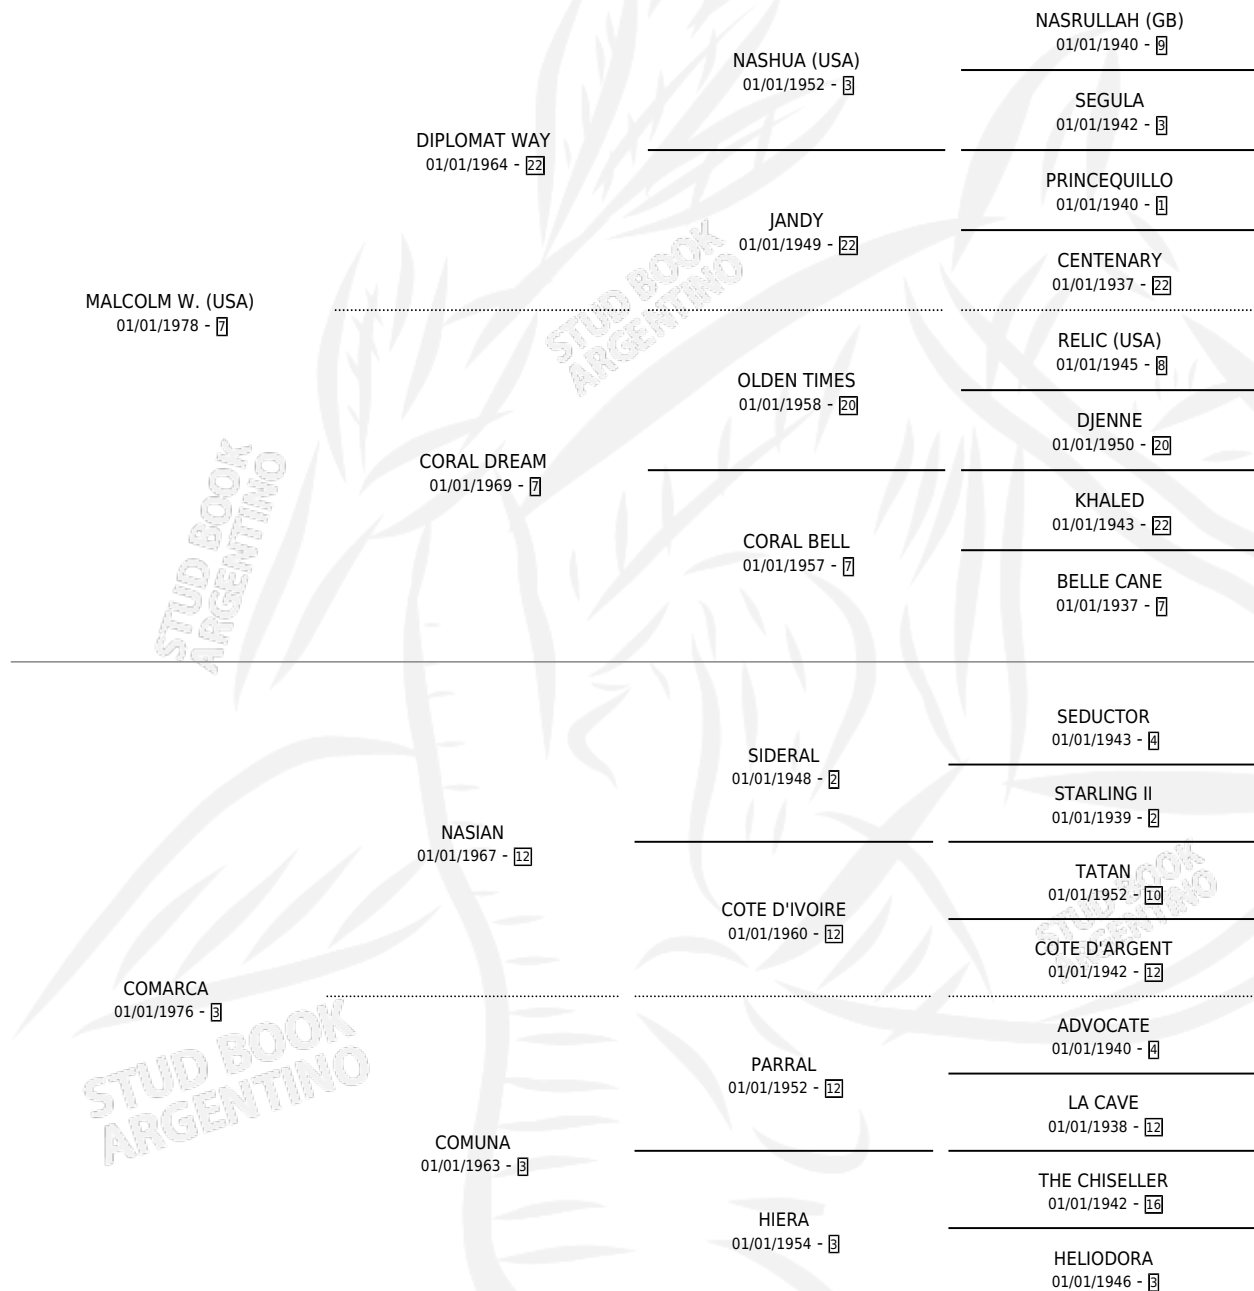 MALCOLM W. (USA)
01/01/1978 - 7
DIPLOMAT WAY
01/01/1964 - 22
NASHUA (USA)
01/01/1952 - 3
NASRULLAH (GB)
01/01/1940 - 9
SEGULA
01/01/1942 - 3
JANDY
01/01/1949 - 22
PRINCEQUILLO
01/01/1940 - 1
CENTENARY
01/01/1937 - 22
CORAL DREAM
01/01/1969 - 7
OLDEN TIMES
01/01/1958 - 20
RELIC (USA)
01/01/1945 - 8
DJENNE
01/01/1950 - 20
CORAL BELL
01/01/1957 - 7
KHALED
01/01/1943 - 22
BELLE CANE
01/01/1937 - 7
COMARCA
01/01/1976 - 3
NASIAN
01/01/1967 - 12
SIDERAL
01/01/1948 - 2
SEDUCTOR
01/01/1943 - 4
STARLING II
01/01/1939 - 2
COTE D'IVOIRE
01/01/1960 - 12
TATAN
01/01/1952 - 10
COTE D'ARGENT
01/01/1942 - 12
COMUNA
01/01/1963 - 3
PARRAL
01/01/1952 - 12
ADVOCATE
01/01/1940 - 4
LA CAVE
01/01/1938 - 12
HIERA
01/01/1954 - 3
THE CHISELLER
01/01/1942 - 16
HELIODORA
01/01/1946 - 3
STUD BOOK
ARGENTINO
STUD BOOK
ARGENTINO
STUD BOOK
ARGENTINO
STUD BOOK
ARGENTINO